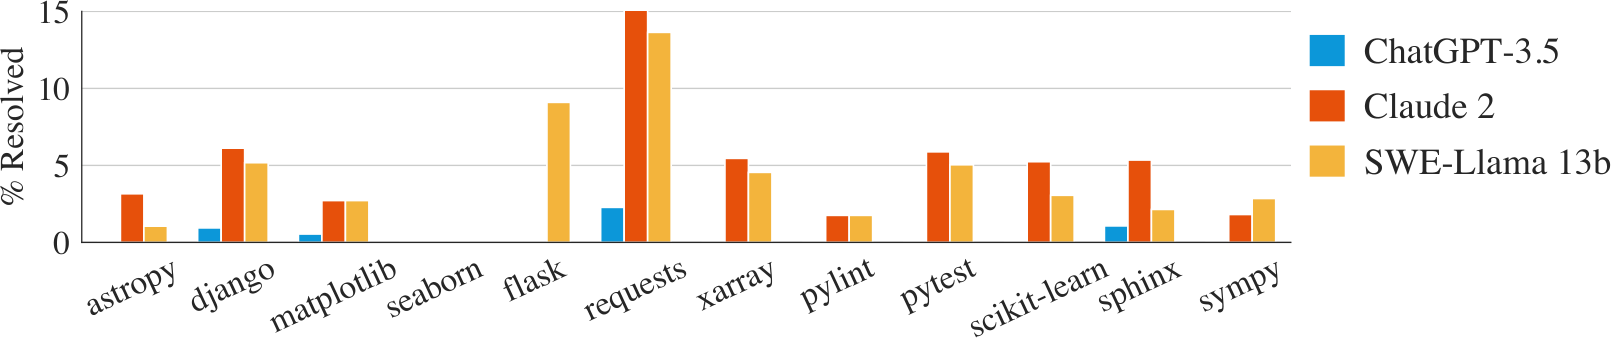 % Resolved
15
10
5
0
astropy
django
matplotlib
seaborn
flask
requests
xarray
pylint
pytest
scikit-learn
sphinx
sympy
ChatGPT-3.5
Claude 2
SWE-Llama 13b